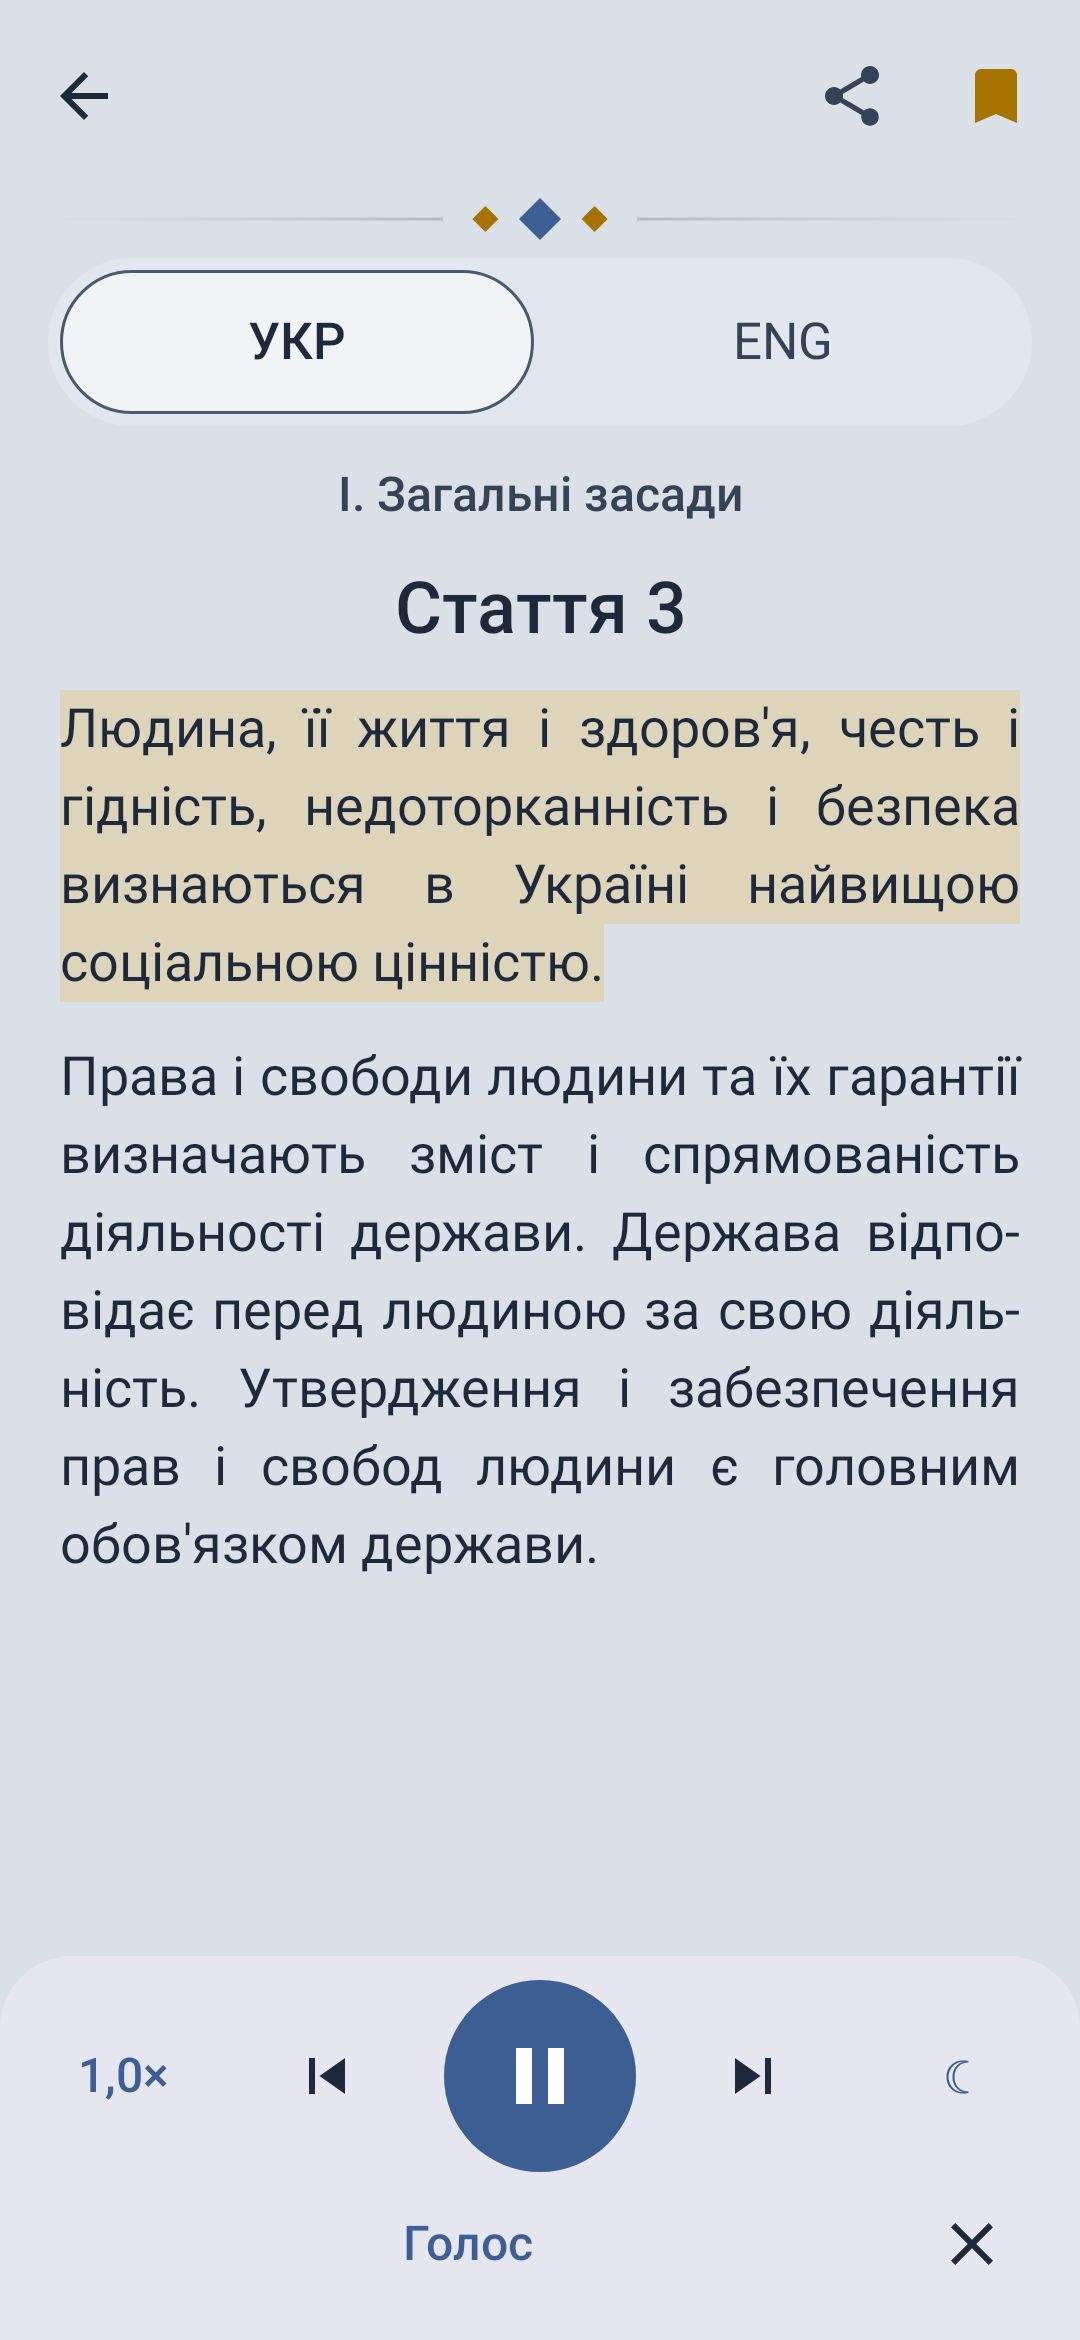 УКР
ENG
І. Загальні засади
Стаття 3
Людина, її життя і здоров'я, честь і
гідність, недоторканність і безпека
визнаються в Україні найвищою
соціальною цінністю.
Права і свободи людини та їх гарантії
визначають зміст і спрямованість
діяльності держави. Держава відпо-
відає перед людиною за свою діяль-
ність. Утвердження і забезпечення
прав і свобод людини є головним
обов'язком держави.
1,0×
Голос